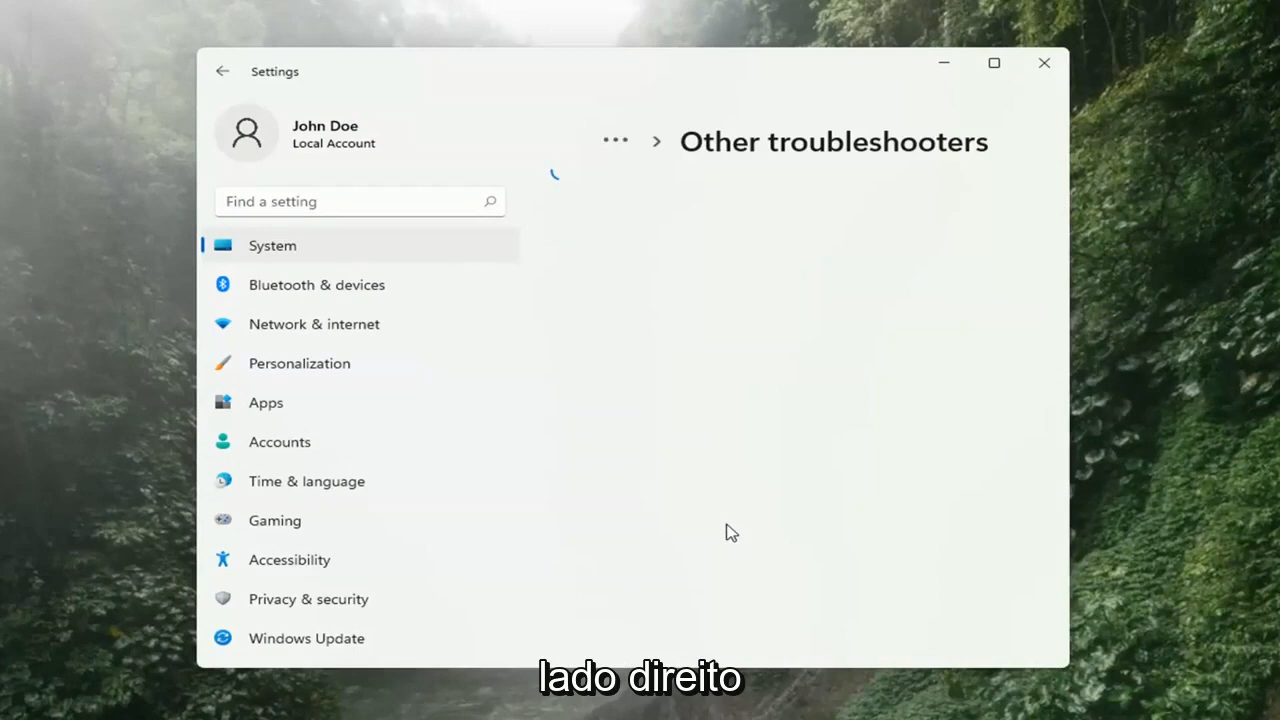 Settings
John Doe
Local Account
Find a setting
System
Bluetooth & devices
Network & internet
Personalization
Apps
Accounts
Time & language
Gaming
Accessibility
Privacy & security
Windows Update
... > Other troubleshooters
lado direito